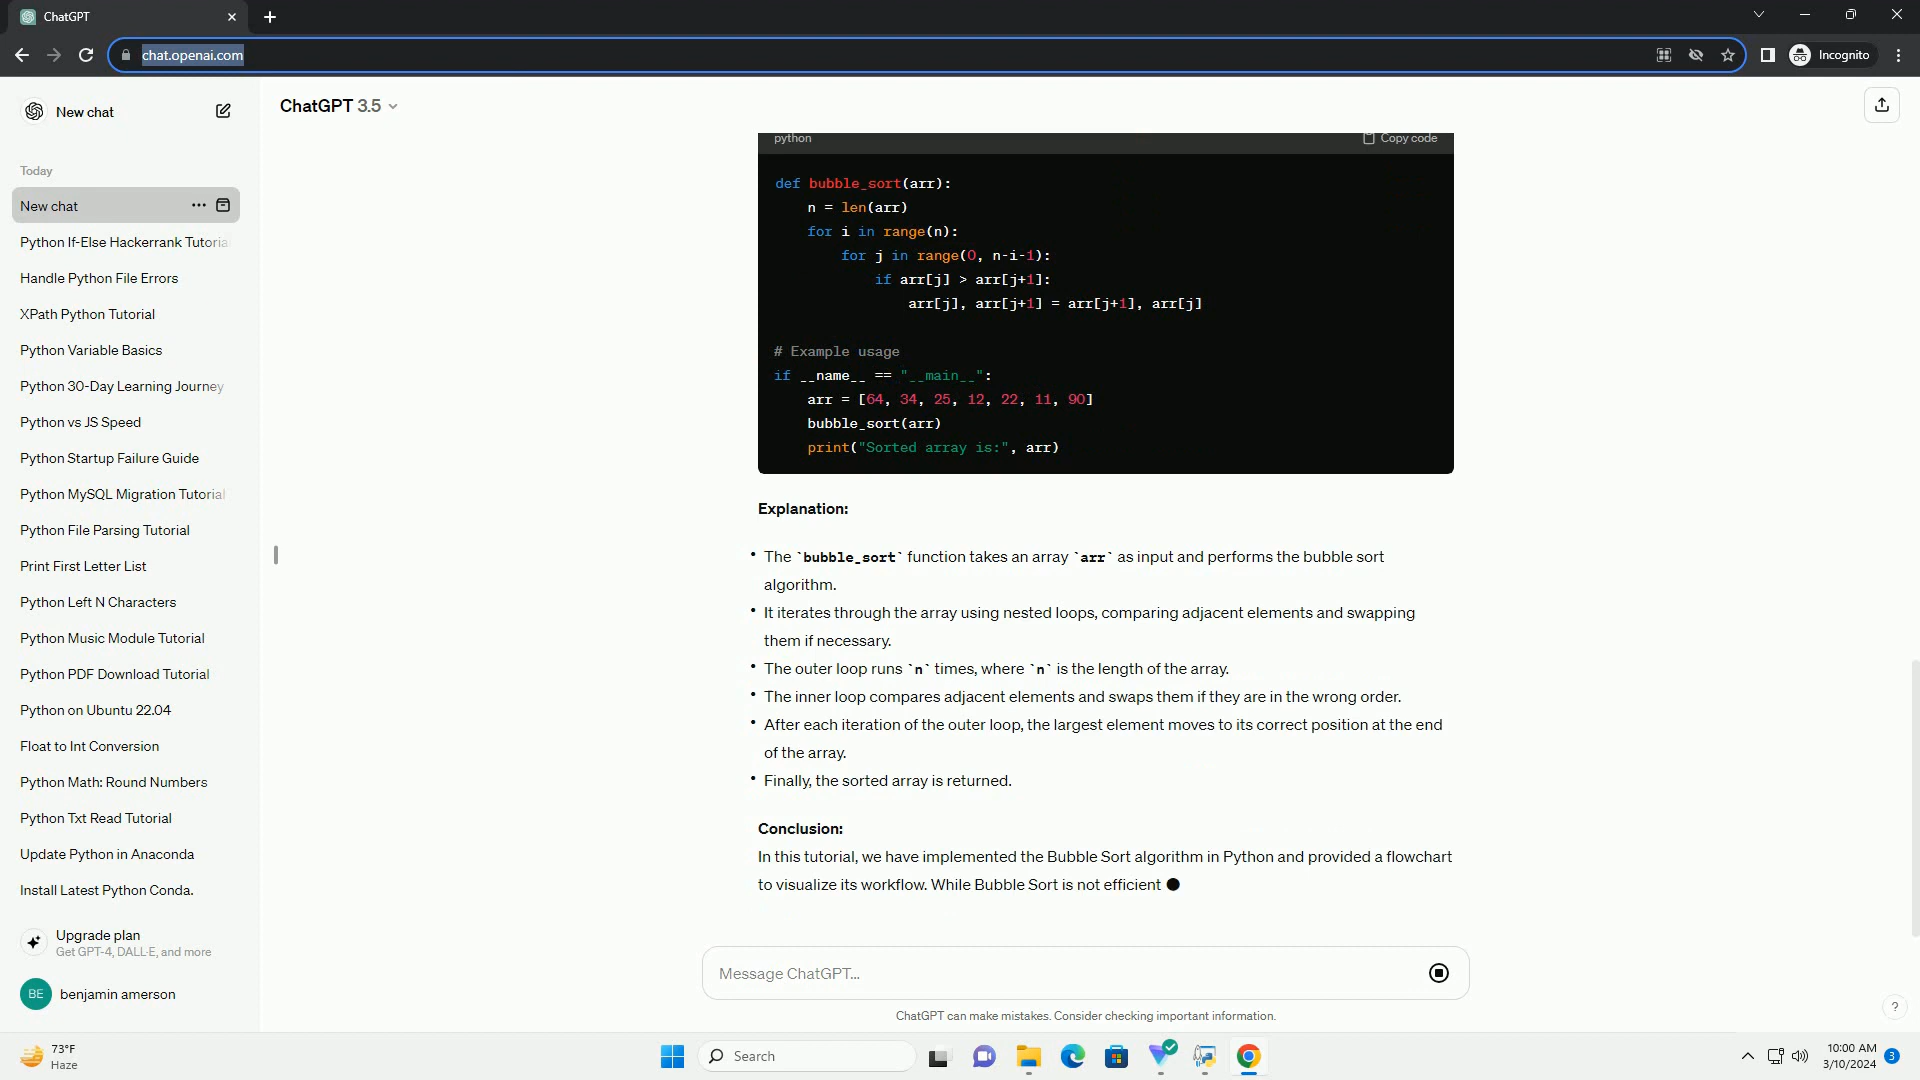 ChatGPT
chat.openai.com
Incognito
New chat
ChatGPT 3.5
Today
New chat
Python If-Else Hackerrank Tutoria
Handle Python File Errors
XPath Python Tutorial
Python Variable Basics
Python 30-Day Learning Journey
Python vs JS Speed
Python Startup Failure Guide
Python MySQL Migration Tutorial
Python File Parsing Tutorial
Print First Letter List
Python Left N Characters
Python Music Module Tutorial
Python PDF Download Tutorial
Python on Ubuntu 22.04
Float to Int Conversion
Python Math: Round Numbers
Python Txt Read Tutorial
Update Python in Anaconda
Install Latest Python Conda.
Upgrade plan
Get GPT-4, DALL·E, and more
BE benjamin amerson
python Copy code
def bubble_sort(arr):
    n = len(arr)
    for i in range(n):
        for j in range(0, n-i-1):
            if arr[j] > arr[j+1]:
                arr[j], arr[j+1] = arr[j+1], arr[j]
# Example usage
if __name__ == "__main__":
    arr = [64, 34, 25, 12, 22, 11, 90]
    bubble_sort(arr)
    print("Sorted array is:", arr)
Explanation:
• The `bubble_sort` function takes an array `arr` as input and performs the bubble sort
algorithm.
• It iterates through the array using nested loops, comparing adjacent elements and swapping
them if necessary.
• The outer loop runs `n` times, where `n` is the length of the array.
• The inner loop compares adjacent elements and swaps them if they are in the wrong order.
• After each iteration of the outer loop, the largest element moves to its correct position at the end
of the array.
• Finally, the sorted array is returned.
Conclusion:
In this tutorial, we have implemented the Bubble Sort algorithm in Python and provided a flowchart
to visualize its workflow. While Bubble Sort is not efficient
Message ChatGPT...
ChatGPT can make mistakes. Consider checking important information.
?
73°F
Haze
Search
10:00 AM
3/10/2024
3